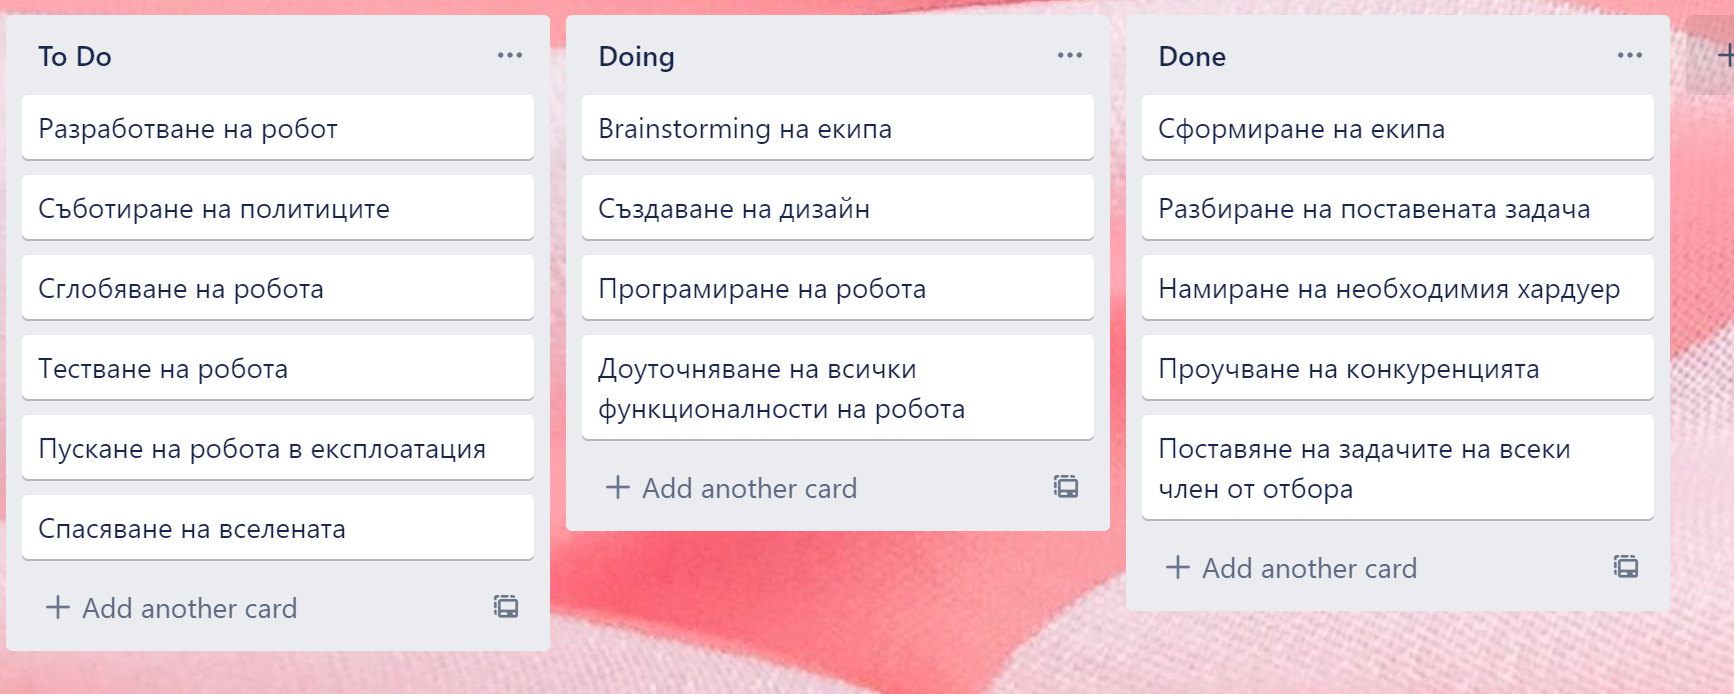 To Do
Разработване на робот
Съботиране на политиците
Сглобяване на робота
Тестване на робота
Пускане на робота в експлоатация
Спасяване на вселената
Add another card
Doing
Brainstorming на екипа
Създаване на дизайн
Програмиране на робота
Доуточняване на всички
функционалности на робота
Add another card
Done
Сформиране на екипа
Разбиране на поставената задача
Намиране на необходимия хардуер
Проучване на конкуренцията
Поставяне на задачите на всеки
член от отбора
Add another card